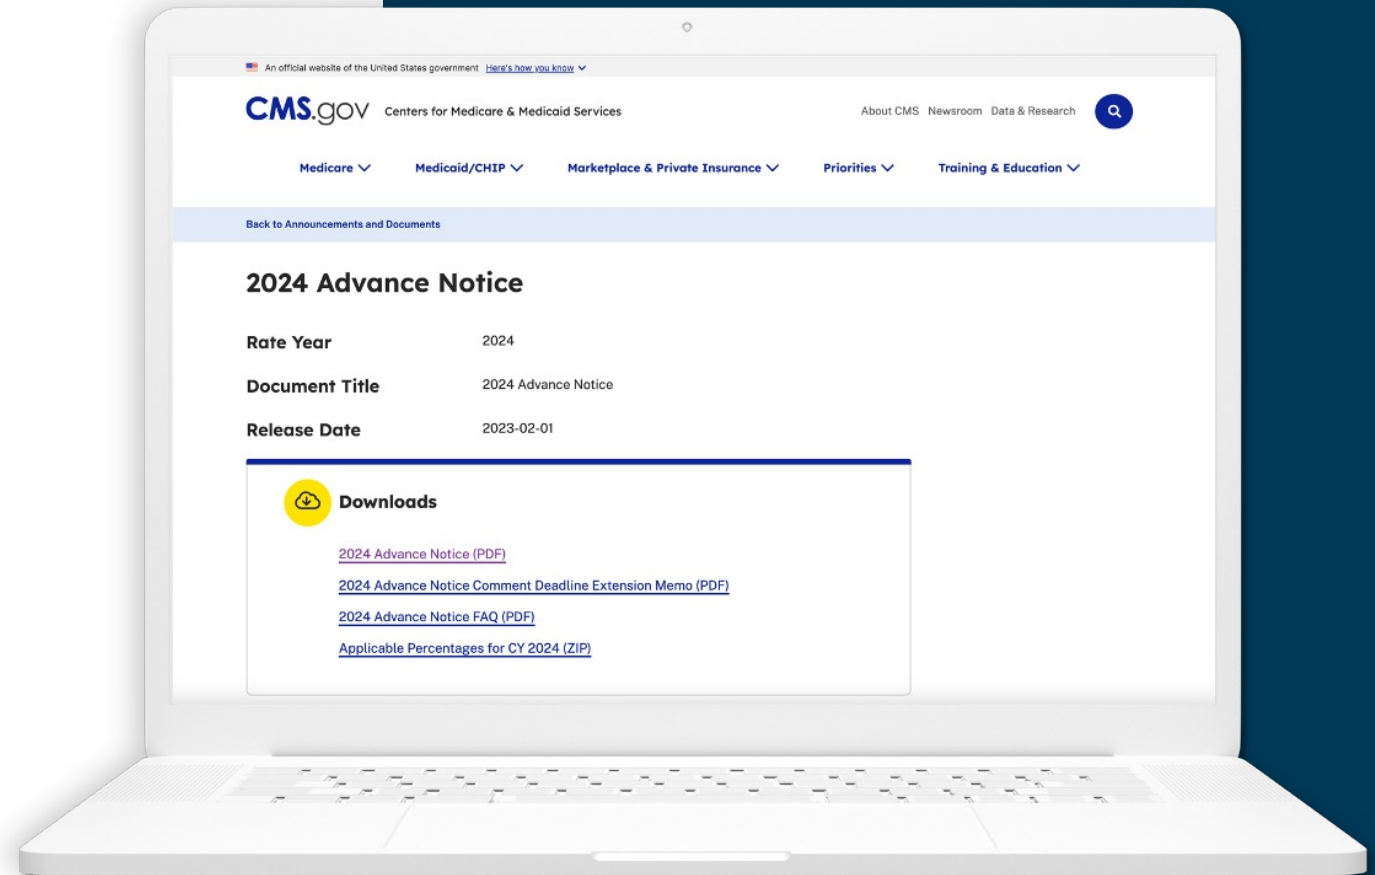 An official website of the United States government Here's how you know
CMS.gov Centers for Medicare & Medicaid Services
About CMS Newsroom Data & Research
Medicare Medicaid/CHIP Marketplace & Private Insurance Priorities Training & Education
Back to Announcements and Documents
2024 Advance Notice
Rate Year 2024
Document Title 2024 Advance Notice
Release Date 2023-02-01
Downloads
2024 Advance Notice (PDF)
2024 Advance Notice Comment Deadline Extension Memo (PDF)
2024 Advance Notice FAQ (PDF)
Applicable Percentages for CY 2024 (ZIP)